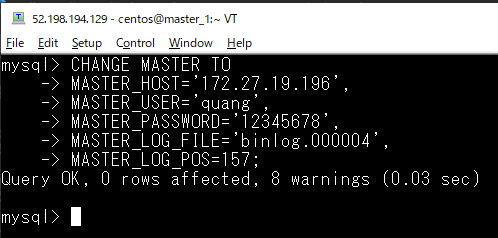 52.198.194.129 - centos@master_1:~ VT
File Edit Setup Control Window Help
mysql> CHANGE MASTER TO
-> MASTER_HOST='172.27.19.196',
-> MASTER_USER='quang',
-> MASTER_PASSWORD='12345678',
-> MASTER_LOG_FILE='binlog.000004',
-> MASTER_LOG_POS=157;
Query OK, 0 rows affected, 8 warnings (0.03 sec)
mysql>